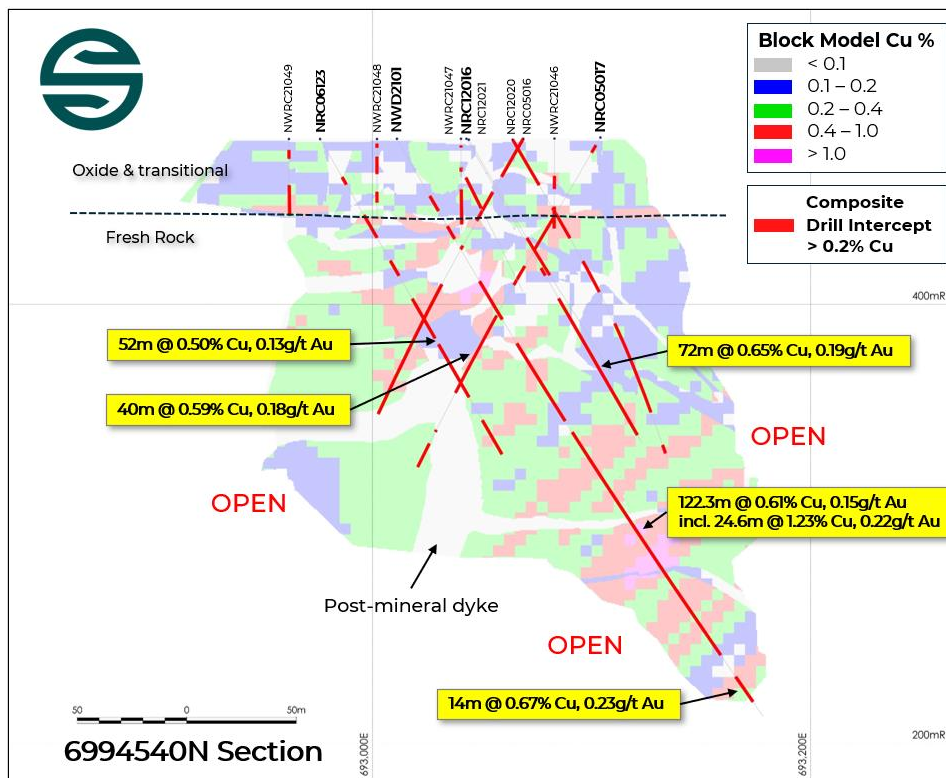 Block Model Cu %
< 0.1
0.1 – 0.2
0.2 – 0.4
0.4 – 1.0
> 1.0
Composite
Drill Intercept
> 0.2% Cu
NWRC21049
NRC06123
NWRC21048
NWD2101
NWRC21047
NRC12016
NRC12021
NRC12020
NRC05016
NWRC21046
NRC05017
Oxide & transitional
Fresh Rock
400mR
52m @ 0.50% Cu, 0.13g/t Au
72m @ 0.65% Cu, 0.19g/t Au
40m @ 0.59% Cu, 0.18g/t Au
OPEN
OPEN
122.3m @ 0.61% Cu, 0.15g/t Au
incl. 24.6m @ 1.23% Cu, 0.22g/t Au
Post-mineral dyke
OPEN
14m @ 0.67% Cu, 0.23g/t Au
50
0
50m
6994540N Section
693,000E
693,200E
200mR